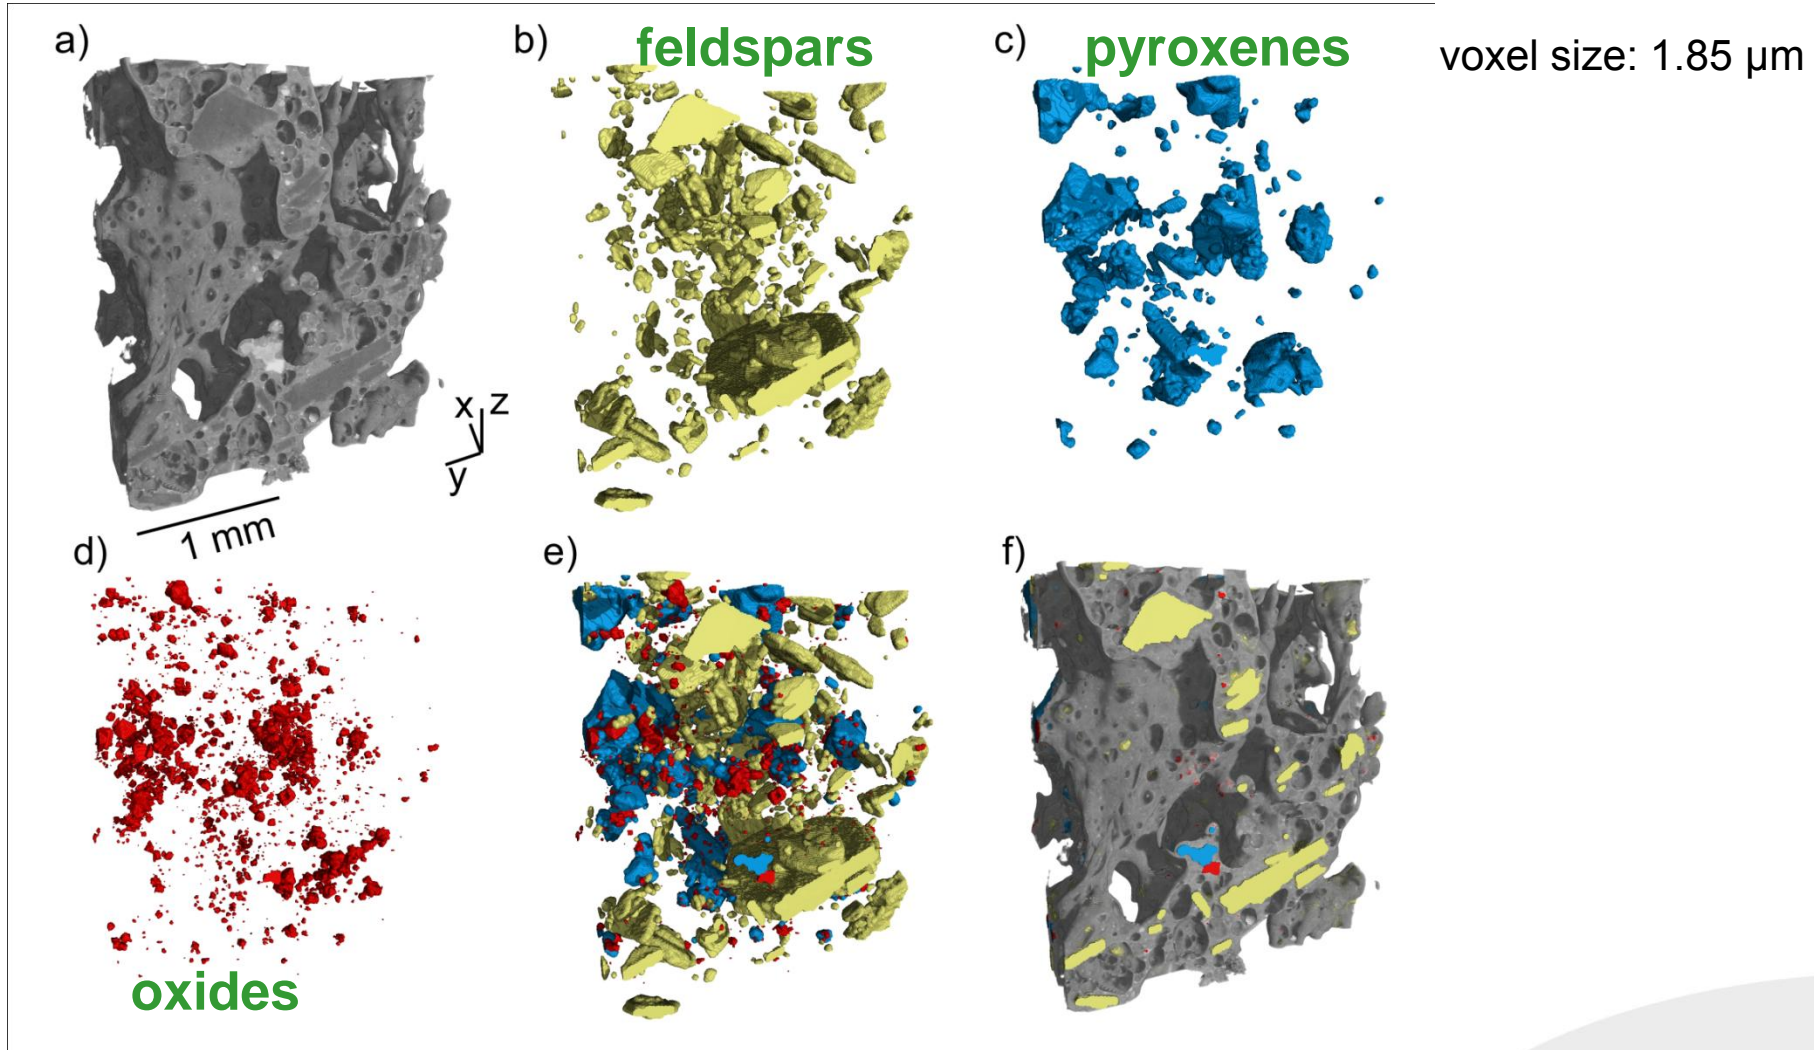 a)
b)
feldspars
c)
pyroxenes
voxel size: 1.85 µm
x
z
y
1 mm
d)
e)
f)
oxides